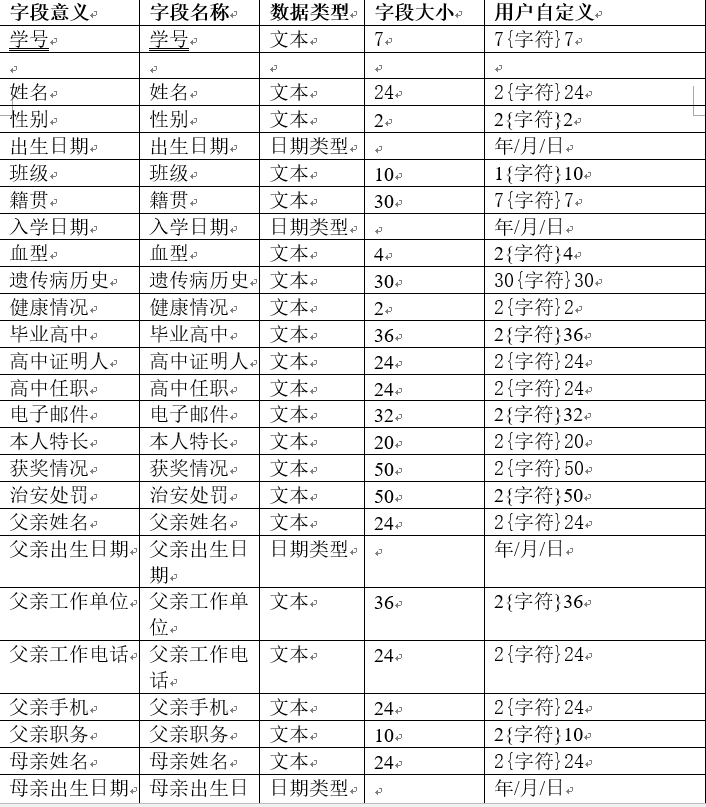 字段意义 字段名称 数据类型 字段大小 用户自定义
学号 学号 文本 7 7{字符}7
姓名 姓名 文本 24 2{字符}24
性别 性别 文本 2 2{字符}2
出生日期 出生日期 日期类型 年/月/日
班级 班级 文本 10 1{字符}10
籍贯 籍贯 文本 30 7{字符}7
入学日期 入学日期 日期类型 年/月/日
血型 血型 文本 4 2{字符}4
遗传病历史 遗传病历史 文本 30 30{字符}30
健康情况 健康情况 文本 2 2{字符}2
毕业高中 毕业高中 文本 36 2{字符}36
高中证明人 高中证明人 文本 24 2{字符}24
高中任职 高中任职 文本 24 2{字符}24
电子邮件 电子邮件 文本 32 2{字符}32
本人特长 本人特长 文本 20 2{字符}20
获奖情况 获奖情况 文本 50 2{字符}50
治安处罚 治安处罚 文本 50 2{字符}50
父亲姓名 父亲姓名 文本 24 2{字符}24
父亲出生日期 父亲出生日 日期类型 年/月/日
期
父亲工作单位 父亲工作单 文本 36 2{字符}36
位
父亲工作电话 父亲工作电 文本 24 2{字符}24
话
父亲手机 父亲手机 文本 24 2{字符}24
父亲职务 父亲职务 文本 10 2{字符}10
母亲姓名 母亲姓名 文本 24 2{字符}24
母亲出生日期 母亲出生日 日期类型 年/月/日